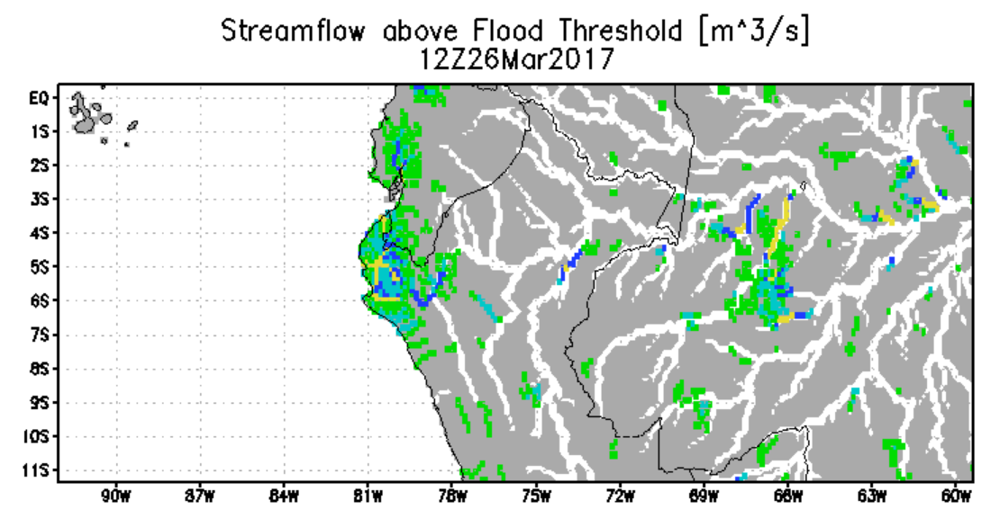 Streamflow above Flood Threshold [m^3/s]
12Z26Mar2017
EQ
1S
2S
3S
4S
5S
6S
7S
8S
9S
10S
11S
90W 87W 84W 81W 78W 75W 72W 69W 66W 63W 60W